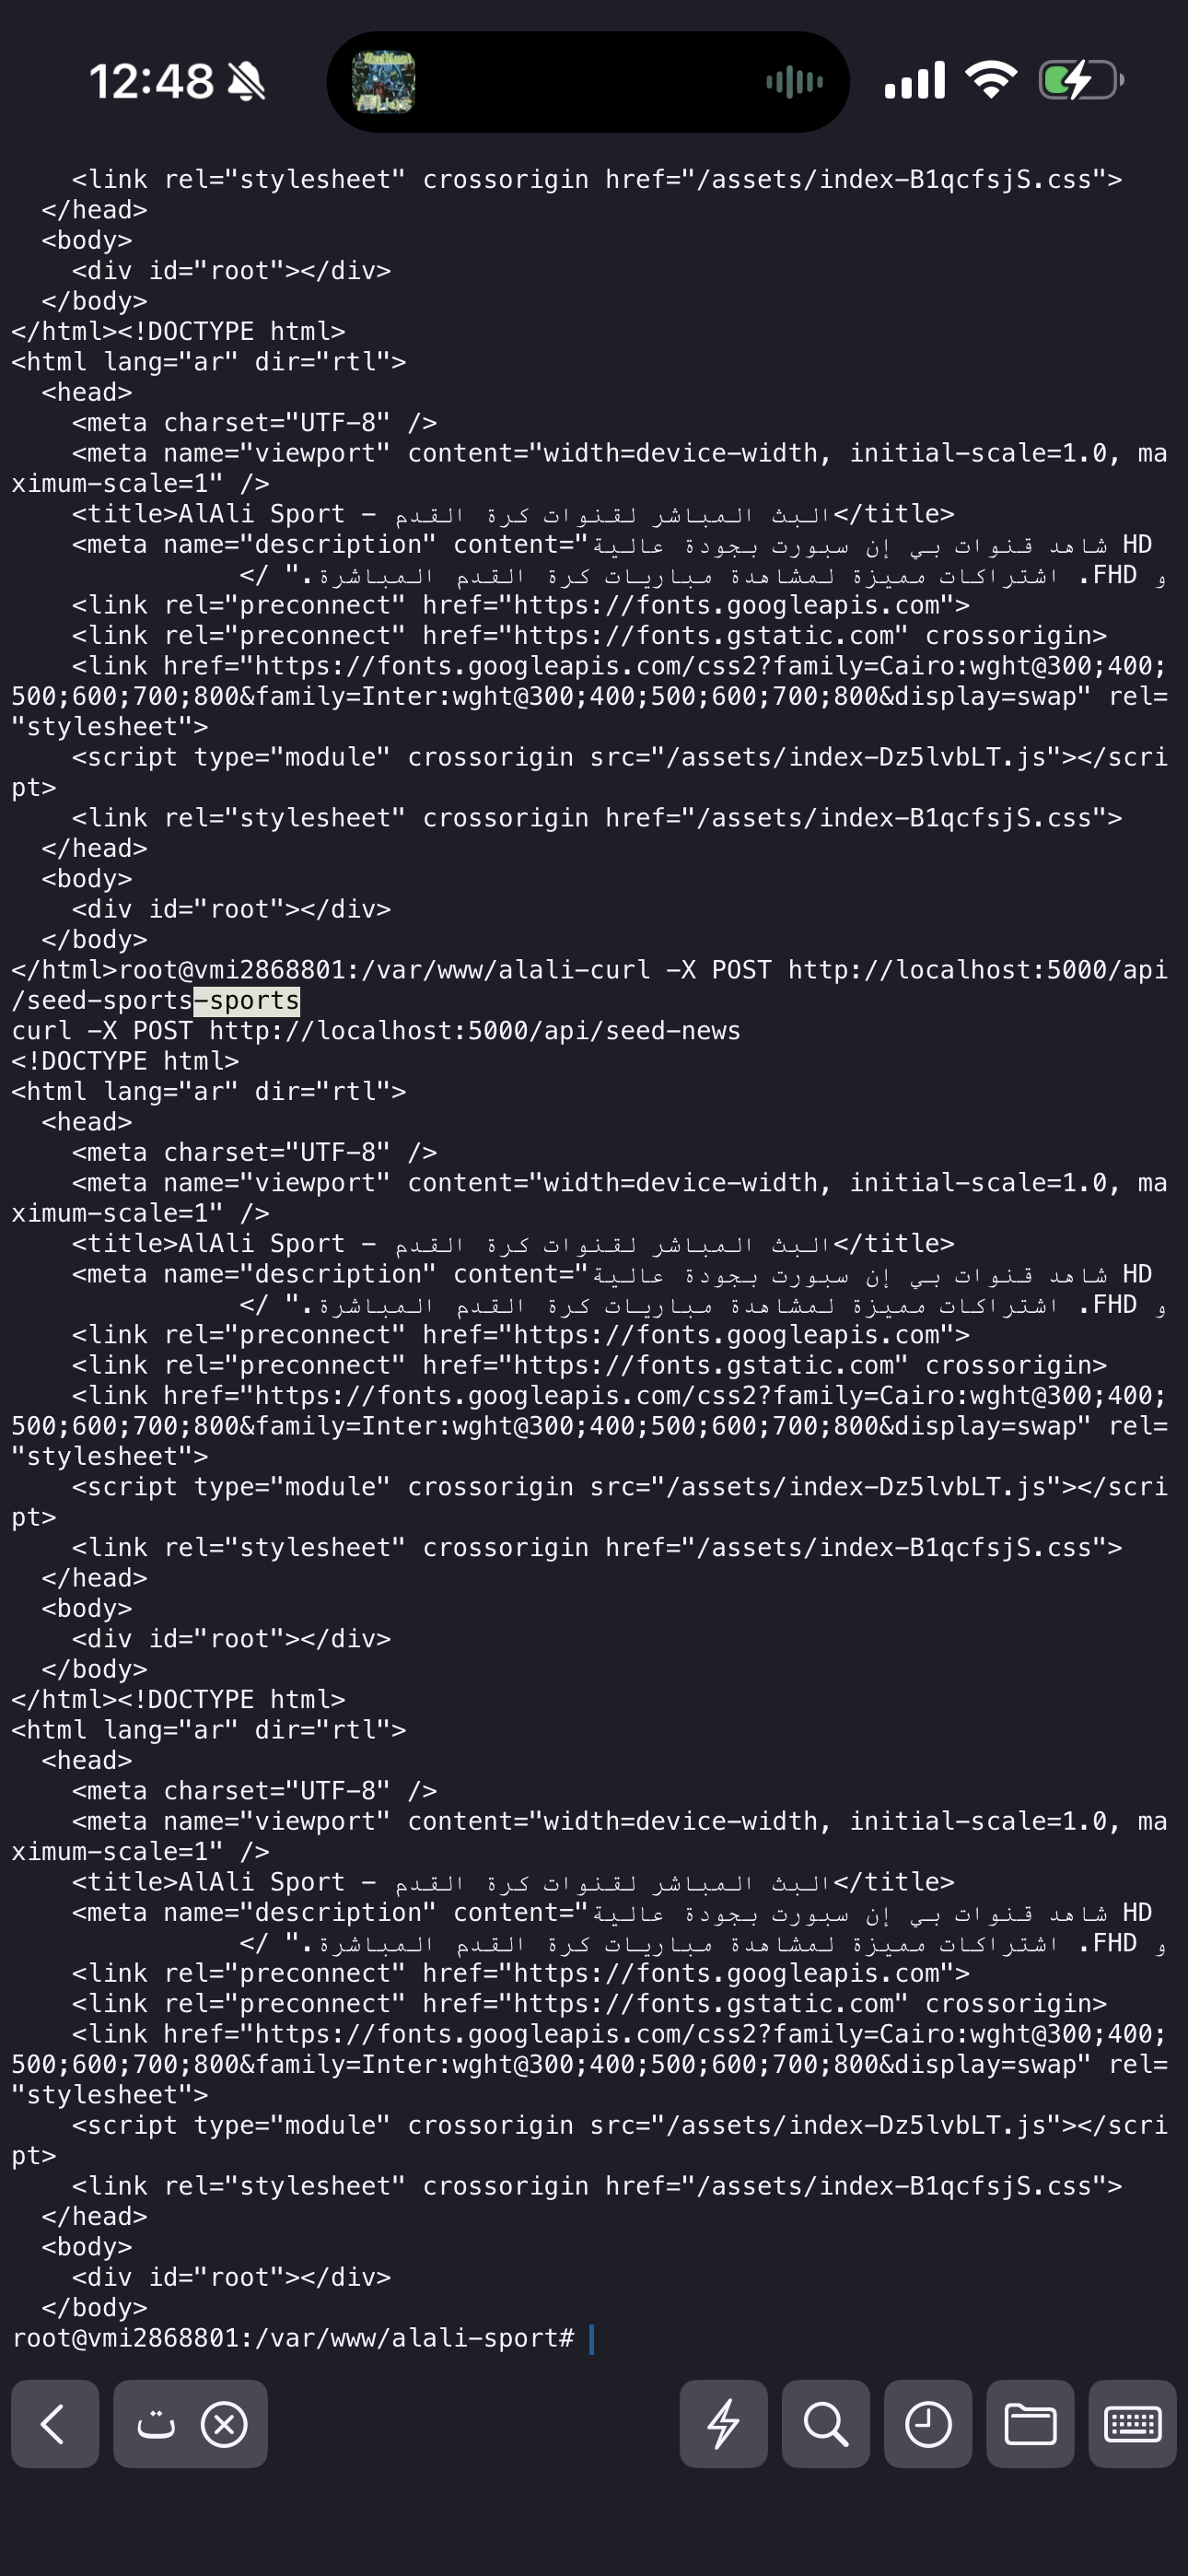 12:48
    <link rel="stylesheet" crossorigin href="/assets/index-B1qcfsjS.css">
  </head>
  <body>
    <div id="root"></div>
  </body>
</html><!DOCTYPE html>
<html lang="ar" dir="rtl">
  <head>
    <meta charset="UTF-8" />
    <meta name="viewport" content="width=device-width, initial-scale=1.0, ma
ximum-scale=1" />
    <title>AlAli Sport - البث المباشر لقنوات كرة القدم</title>
    <meta name="description" content="شاهد قنوات بي إن سبورت بجودة عالية HD
و FHD. اشتراكات مميزة لمشاهدة مباريات كرة القدم المباشرة." />
    <link rel="preconnect" href="https://fonts.googleapis.com">
    <link rel="preconnect" href="https://fonts.gstatic.com" crossorigin>
    <link href="https://fonts.googleapis.com/css2?family=Cairo:wght@300;400;
500;600;700;800&family=Inter:wght@300;400;500;600;700;800&display=swap" rel=
"stylesheet">
    <script type="module" crossorigin src="/assets/index-Dz5lvbLT.js"></scri
pt>
    <link rel="stylesheet" crossorigin href="/assets/index-B1qcfsjS.css">
  </head>
  <body>
    <div id="root"></div>
  </body>
</html>root@vmi2868801:/var/www/alali-curl -X POST http://localhost:5000/api
/seed-sports-sports
curl -X POST http://localhost:5000/api/seed-news
<!DOCTYPE html>
<html lang="ar" dir="rtl">
  <head>
    <meta charset="UTF-8" />
    <meta name="viewport" content="width=device-width, initial-scale=1.0, ma
ximum-scale=1" />
    <title>AlAli Sport - البث المباشر لقنوات كرة القدم</title>
    <meta name="description" content="شاهد قنوات بي إن سبورت بجودة عالية HD
و FHD. اشتراكات مميزة لمشاهدة مباريات كرة القدم المباشرة." />
    <link rel="preconnect" href="https://fonts.googleapis.com">
    <link rel="preconnect" href="https://fonts.gstatic.com" crossorigin>
    <link href="https://fonts.googleapis.com/css2?family=Cairo:wght@300;400;
500;600;700;800&family=Inter:wght@300;400;500;600;700;800&display=swap" rel=
"stylesheet">
    <script type="module" crossorigin src="/assets/index-Dz5lvbLT.js"></scri
pt>
    <link rel="stylesheet" crossorigin href="/assets/index-B1qcfsjS.css">
  </head>
  <body>
    <div id="root"></div>
  </body>
</html><!DOCTYPE html>
<html lang="ar" dir="rtl">
  <head>
    <meta charset="UTF-8" />
    <meta name="viewport" content="width=device-width, initial-scale=1.0, ma
ximum-scale=1" />
    <title>AlAli Sport - البث المباشر لقنوات كرة القدم</title>
    <meta name="description" content="شاهد قنوات بي إن سبورت بجودة عالية HD
و FHD. اشتراكات مميزة لمشاهدة مباريات كرة القدم المباشرة." />
    <link rel="preconnect" href="https://fonts.googleapis.com">
    <link rel="preconnect" href="https://fonts.gstatic.com" crossorigin>
    <link href="https://fonts.googleapis.com/css2?family=Cairo:wght@300;400;
500;600;700;800&family=Inter:wght@300;400;500;600;700;800&display=swap" rel=
"stylesheet">
    <script type="module" crossorigin src="/assets/index-Dz5lvbLT.js"></scri
pt>
    <link rel="stylesheet" crossorigin href="/assets/index-B1qcfsjS.css">
  </head>
  <body>
    <div id="root"></div>
  </body>
root@vmi2868801:/var/www/alali-sport#
ت